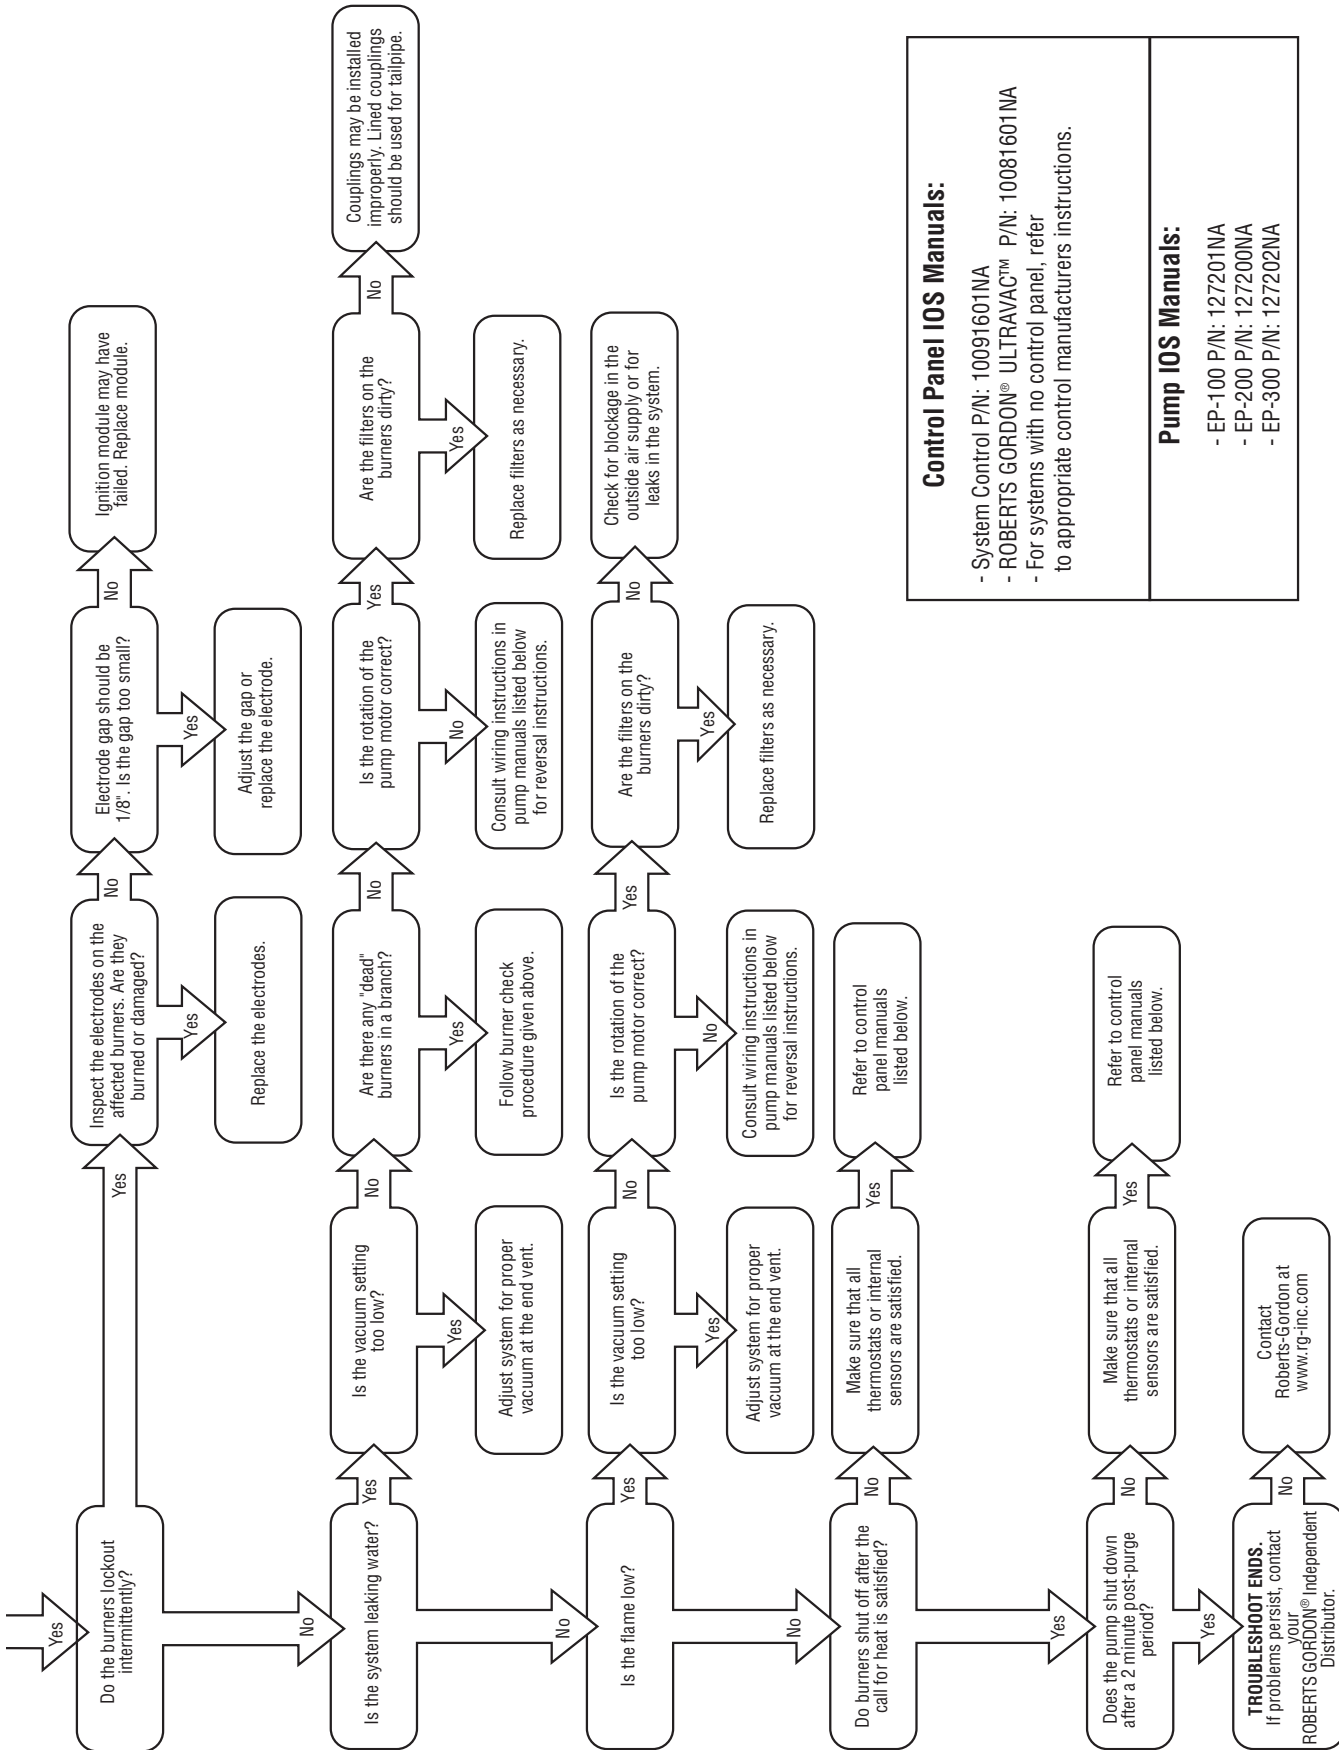 Yes
Do the burners lockout
intermittently?
Yes
Inspect the electrodes on the
affected burners. Are they
burned or damaged?
No
Electrode gap should be
1/8". Is the gap too small?
No
Ignition module may have
failed. Replace module.
Yes
Replace the electrodes.
Yes
Adjust the gap or
replace the electrode.
No
Is the system leaking water?
Yes
Is the vacuum setting
too low?
No
Are there any "dead"
burners in a branch?
No
Is the rotation of the
pump motor correct?
Yes
Are the filters on the
burners dirty?
No
Couplings may be installed
improperly. Lined couplings
should be used for tailpipe.
Yes
Adjust system for proper
vacuum at the end vent.
Yes
Follow burner check
procedure given above.
No
Consult wiring instructions in
pump manuals listed below
for reversal instructions.
Yes
Replace filters as necessary.
No
Is the flame low?
Yes
Is the vacuum setting
too low?
No
Is the rotation of the
pump motor correct?
Yes
Are the filters on the
burners dirty?
No
Check for blockage in the
outside air supply or for
leaks in the system.
Yes
Adjust system for proper
vacuum at the end vent.
No
Consult wiring instructions in
pump manuals listed below
for reversal instructions.
Yes
Replace filters as necessary.
No
Do burners shut off after the
call for heat is satisfied?
No
Make sure that all
thermostats or internal
sensors are satisfied.
Yes
Refer to control
panel manuals
listed below.
Yes
Does the pump shut down
after a 2 minute post-purge
period?
No
Make sure that all
thermostats or internal
sensors are satisfied.
Yes
Refer to control
panel manuals
listed below.
Yes
TROUBLESHOOT ENDS.
If problems persist, contact
your
ROBERTS GORDON® Independent
Distributor.
No
Contact
Roberts-Gordon at
www.rg-inc.com
Control Panel IOS Manuals:
- System Control P/N: 10091601NA
- ROBERTS GORDON® ULTRAVAC™ P/N: 10081601NA
- For systems with no control panel, refer
to appropriate control manufacturers instructions.
Pump IOS Manuals:
- EP-100 P/N: 127201NA
- EP-200 P/N: 127200NA
- EP-300 P/N: 127202NA